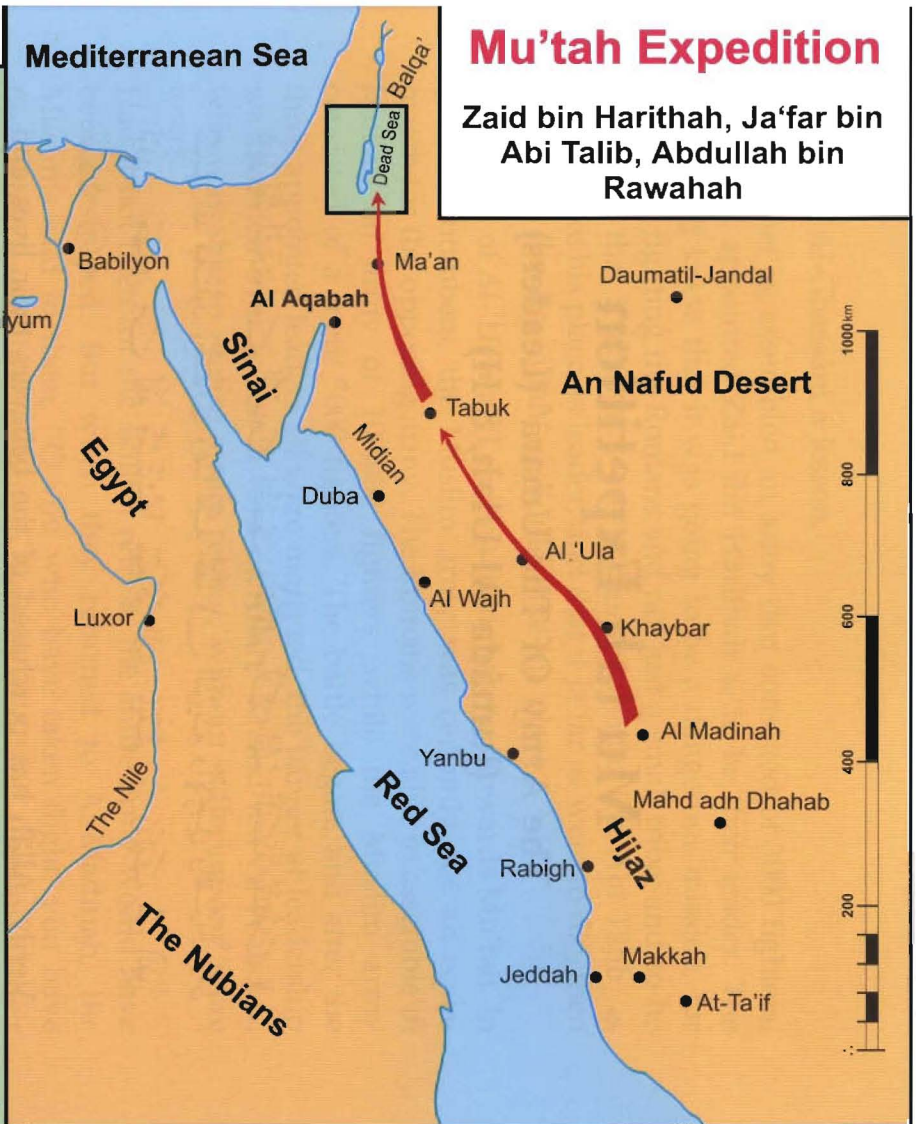 Mu’tah Expedition
Zaid bin Harithah, Ja‘far bin
Abi Talib, Abdullah bin
Rawahah
Mediterranean Sea
Balqa’
Dead Sea
Babilyon
Ma’an
Daumatil-Jandal
Al Aqabah
iyum
Sinai
1000km
An Nafud Desert
Tabuk
Egypt
Midian
800
Duba
Al ‘Ula
Al Wajh
Luxor
Khaybar
600
Al Madinah
Yanbu
400
The Nile
Red Sea
Mahd adh Dhahab
Hijaz
Rabigh
200
The Nubians
Makkah
Jeddah
At-Ta’if